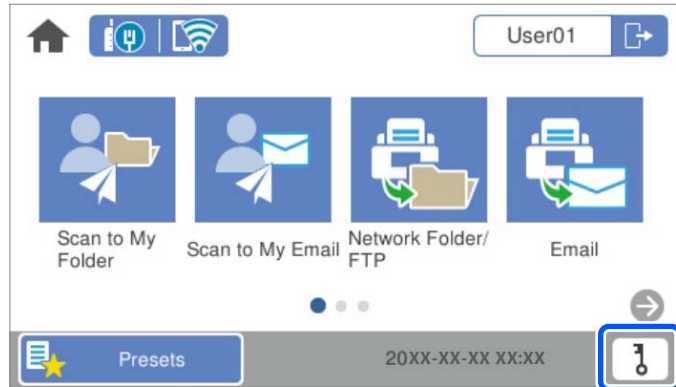 User01
Scan to My
Folder
Scan to My Email
Network Folder/
FTP
Email
Presets
20XX-XX-XX XX:XX